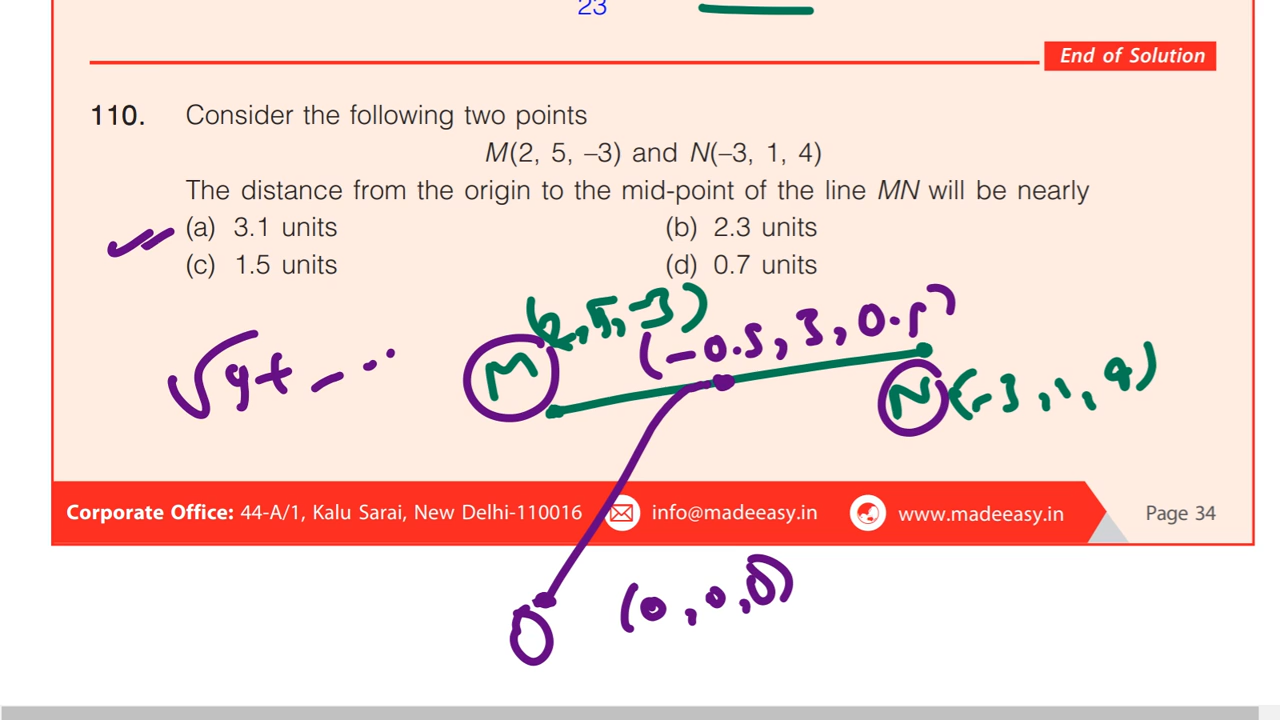 23
End of Solution
110. Consider the following two points
M(2, 5, –3) and N(–3, 1, 4)
The distance from the origin to the mid-point of the line MN will be nearly
(a) 3.1 units (b) 2.3 units
(c) 1.5 units (d) 0.7 units
(2, 5, -3)
(-0.5, 3, 0.5)
√9+ - - -
M
N (-3, 1, 4)
Corporate Office: 44-A/1, Kalu Sarai, New Delhi-110016 info@madeeasy.in www.madeeasy.in Page 34
O (0, 0, 0)